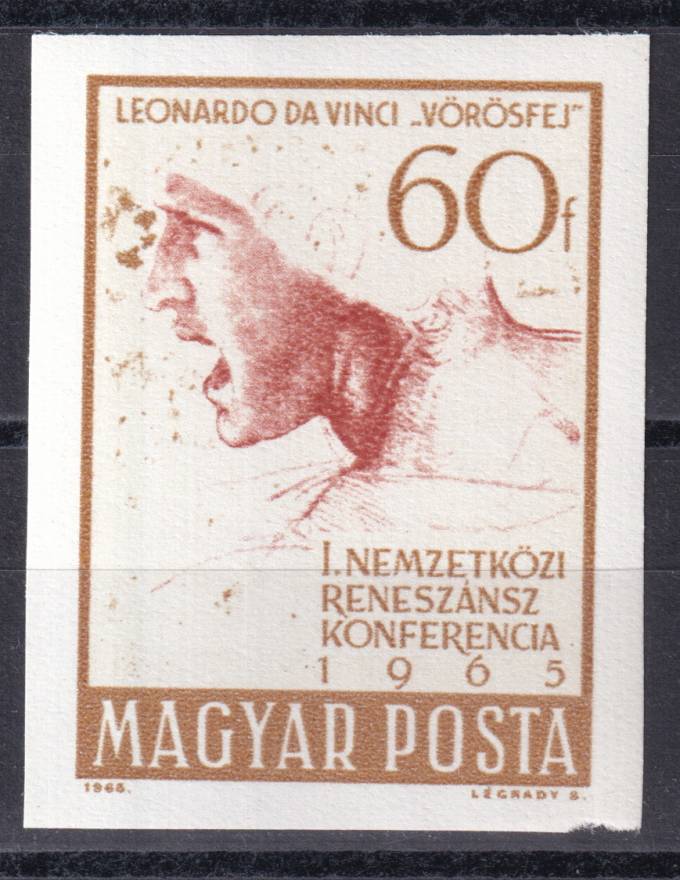 LEONARDO DA VINCI „VÖRÖSFEJ”
60f
I. NEMZETKÖZI
RENESZÁNSZ
KONFERENCIA
1965
MAGYAR POSTA
1965.
LÉGRÁDY S.